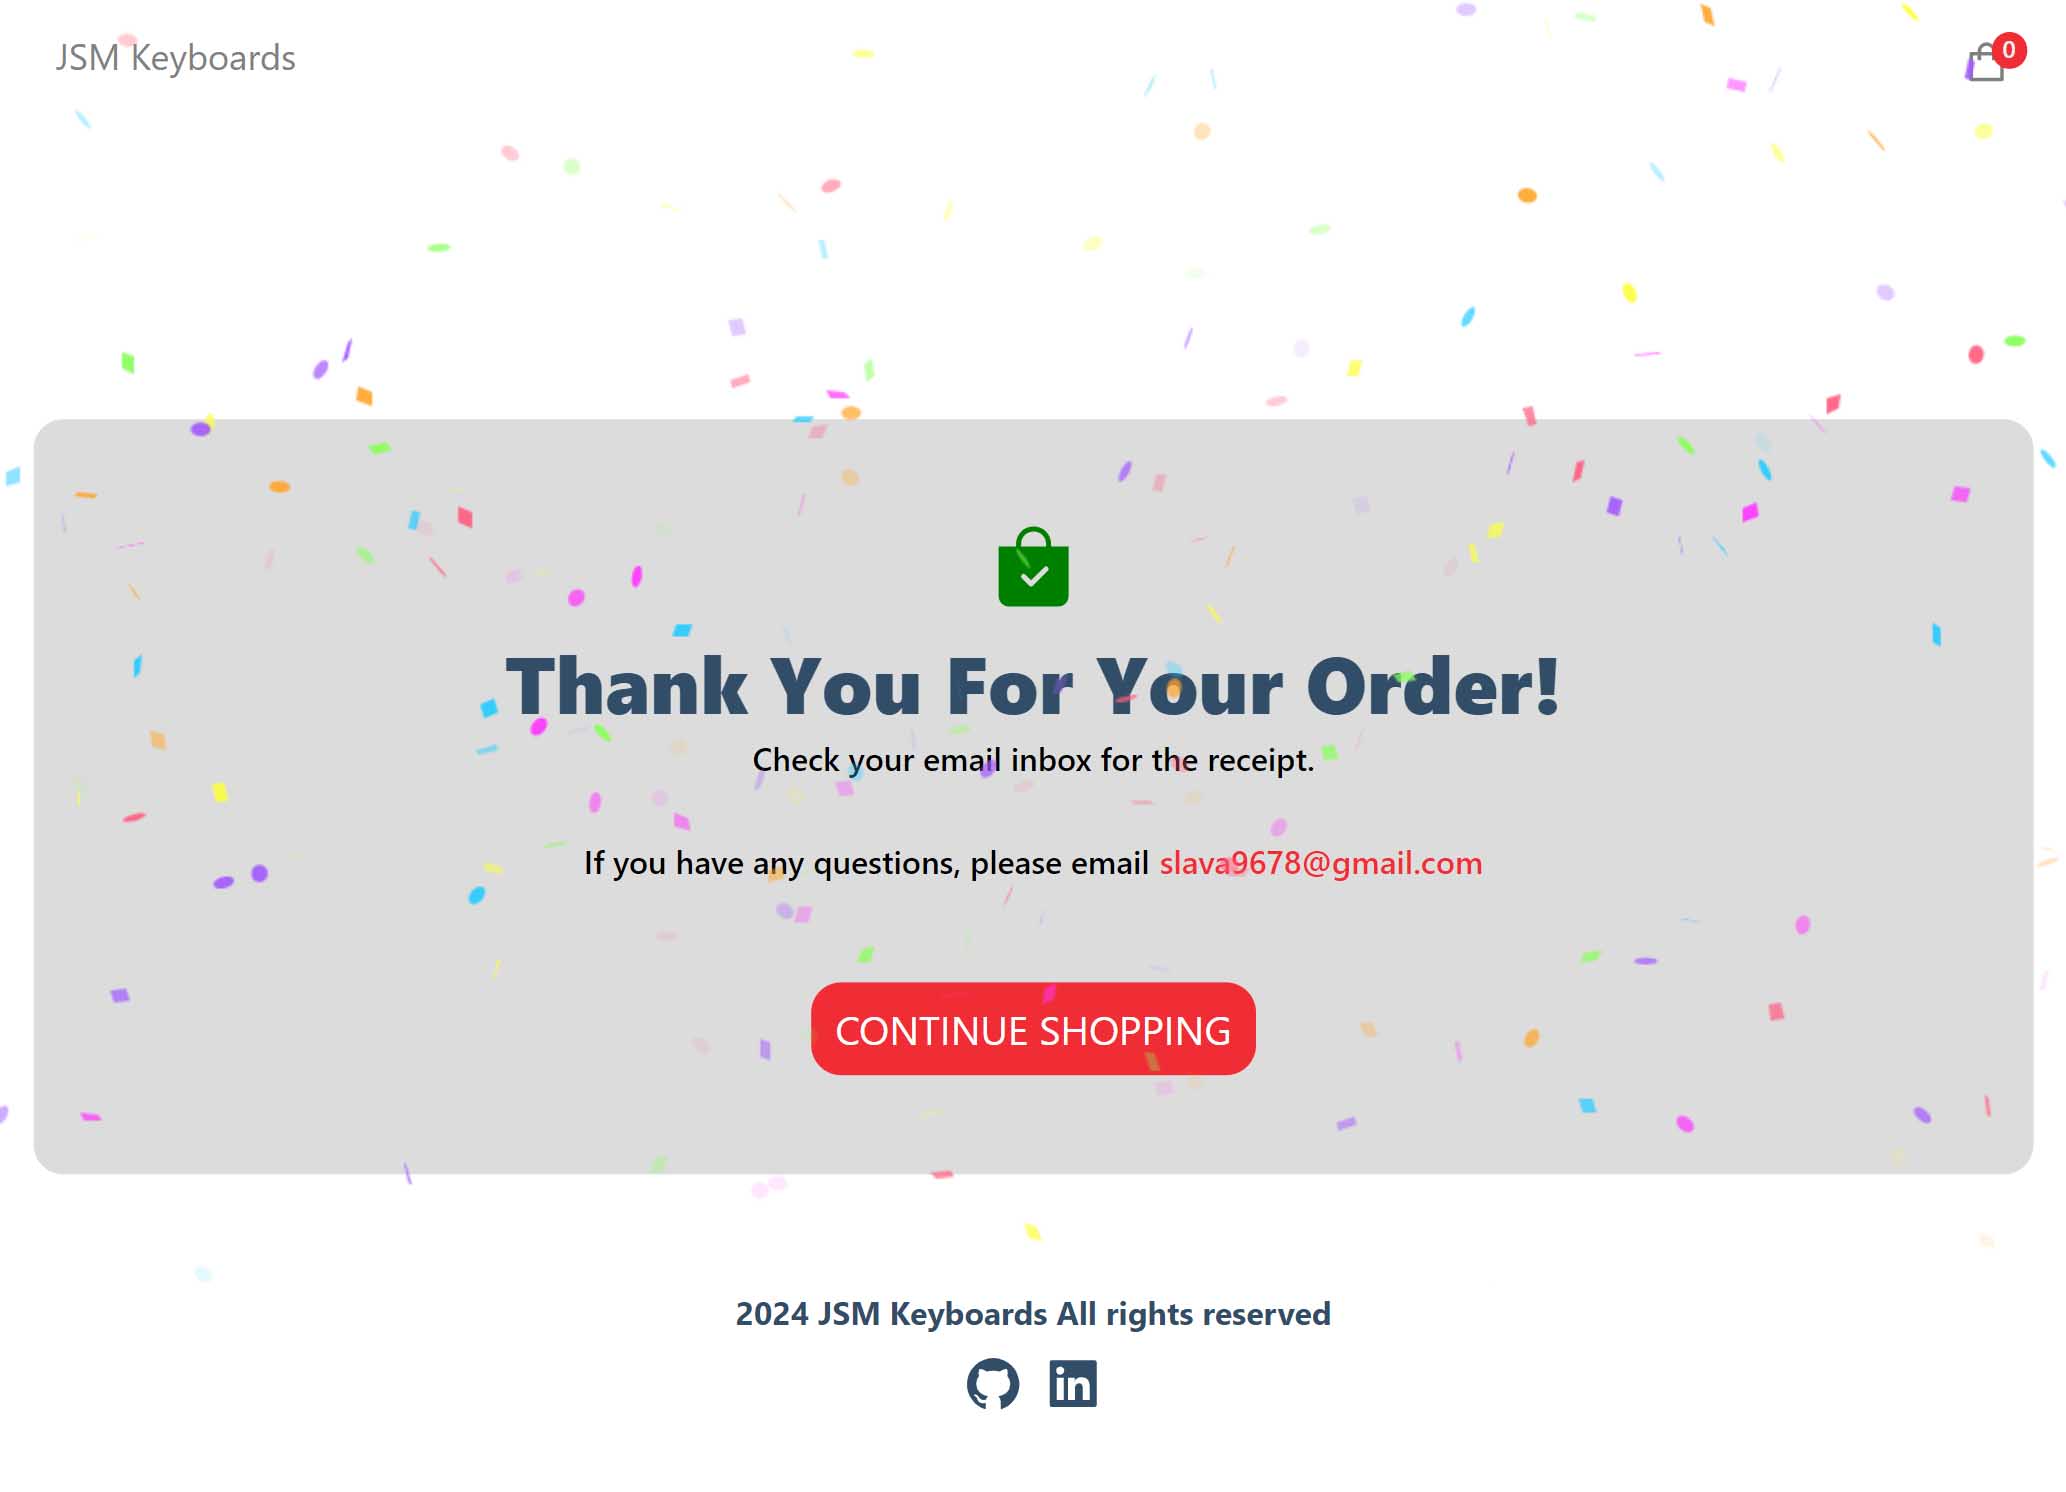 JSM Keyboards
0
Thank You For Your Order!
Check your email inbox for the receipt.
If you have any questions, please email slava9678@gmail.com
CONTINUE SHOPPING
2024 JSM Keyboards All rights reserved
in